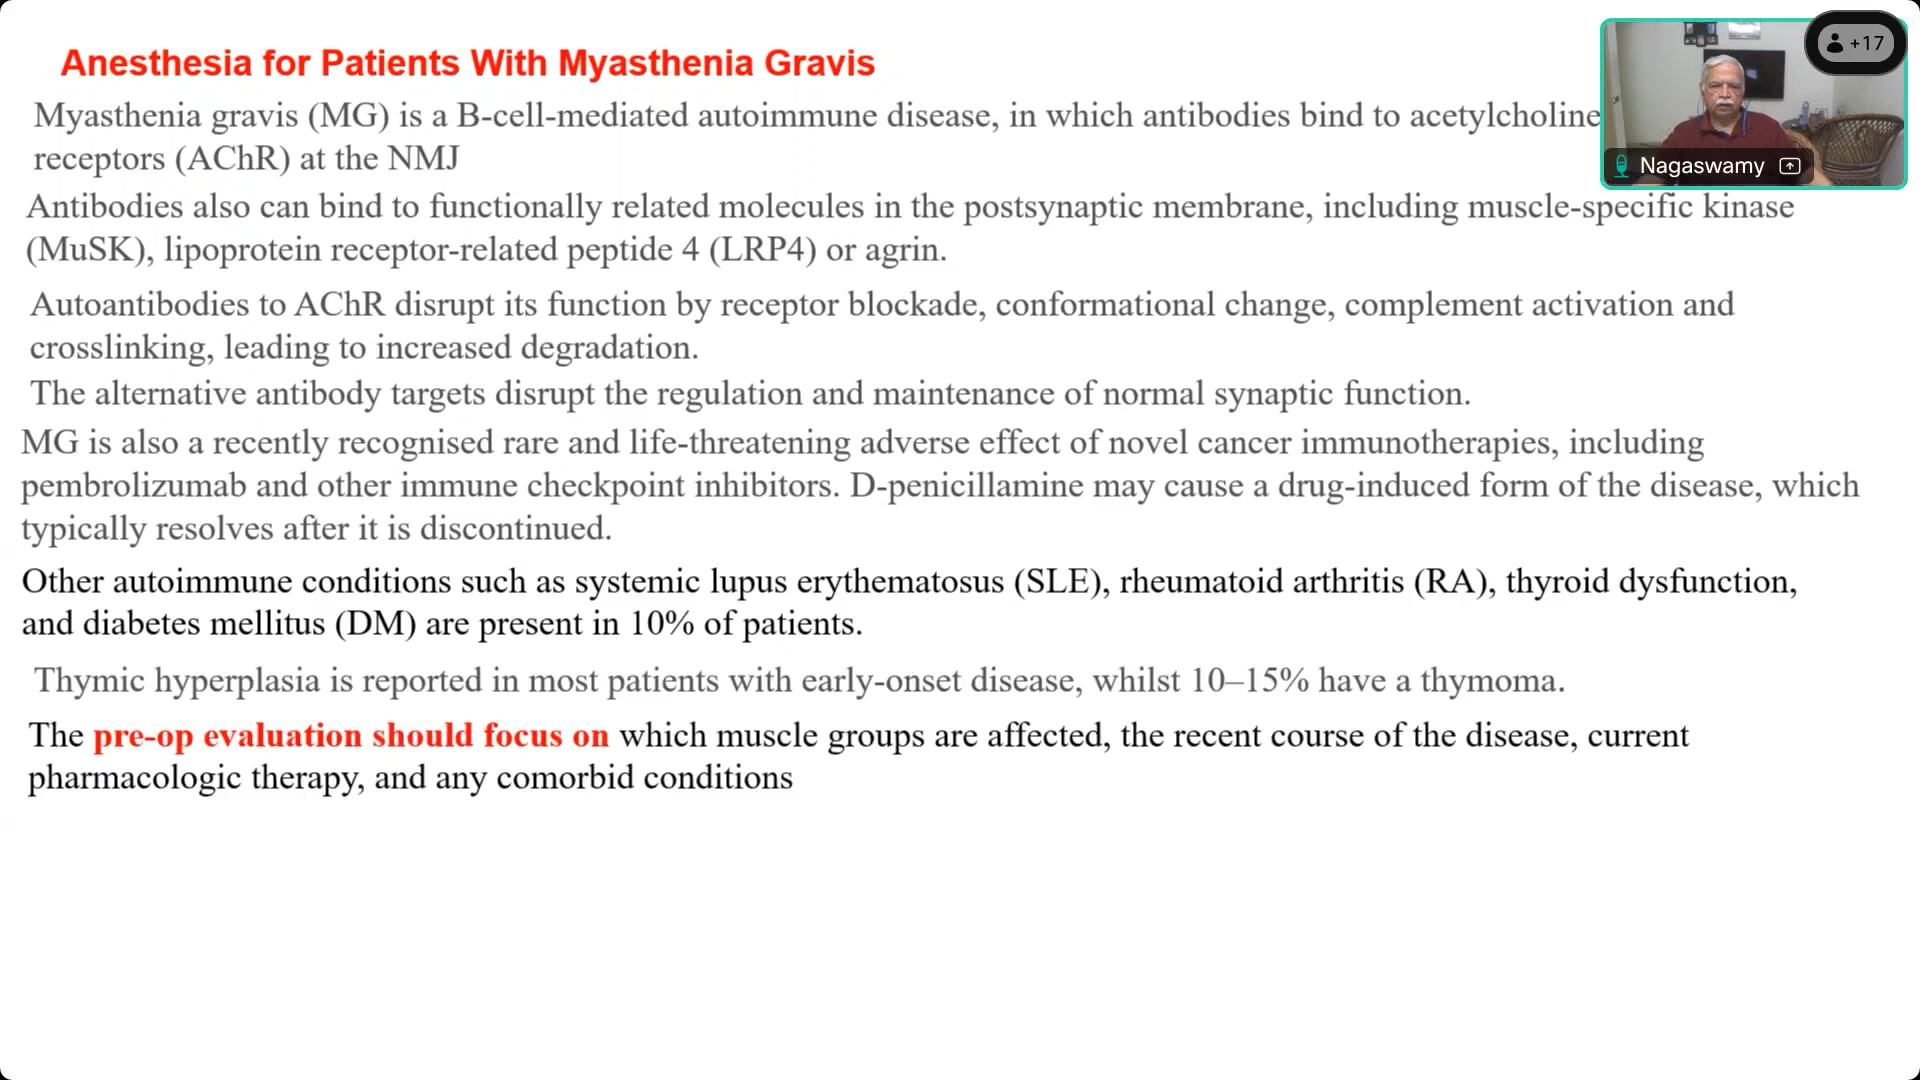 Anesthesia for Patients With Myasthenia Gravis
+17
Myasthenia gravis (MG) is a B-cell-mediated autoimmune disease, in which antibodies bind to acetylcholine
receptors (AChR) at the NMJ
Nagaswamy
Antibodies also can bind to functionally related molecules in the postsynaptic membrane, including muscle-specific kinase
(MuSK), lipoprotein receptor-related peptide 4 (LRP4) or agrin.
Autoantibodies to AChR disrupt its function by receptor blockade, conformational change, complement activation and
crosslinking, leading to increased degradation.
The alternative antibody targets disrupt the regulation and maintenance of normal synaptic function.
MG is also a recently recognised rare and life-threatening adverse effect of novel cancer immunotherapies, including
pembrolizumab and other immune checkpoint inhibitors. D-penicillamine may cause a drug-induced form of the disease, which
typically resolves after it is discontinued.
Other autoimmune conditions such as systemic lupus erythematosus (SLE), rheumatoid arthritis (RA), thyroid dysfunction,
and diabetes mellitus (DM) are present in 10% of patients.
Thymic hyperplasia is reported in most patients with early-onset disease, whilst 10–15% have a thymoma.
The pre-op evaluation should focus on which muscle groups are affected, the recent course of the disease, current
pharmacologic therapy, and any comorbid conditions